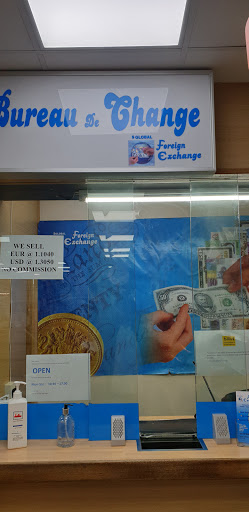 Bureau De Change
GLOBAL
Foreign
Exchange
Foreign
Exchange
WE SELL
EUR @ 1.1040
USD @ 1.3050
NO COMMISSION
OPEN